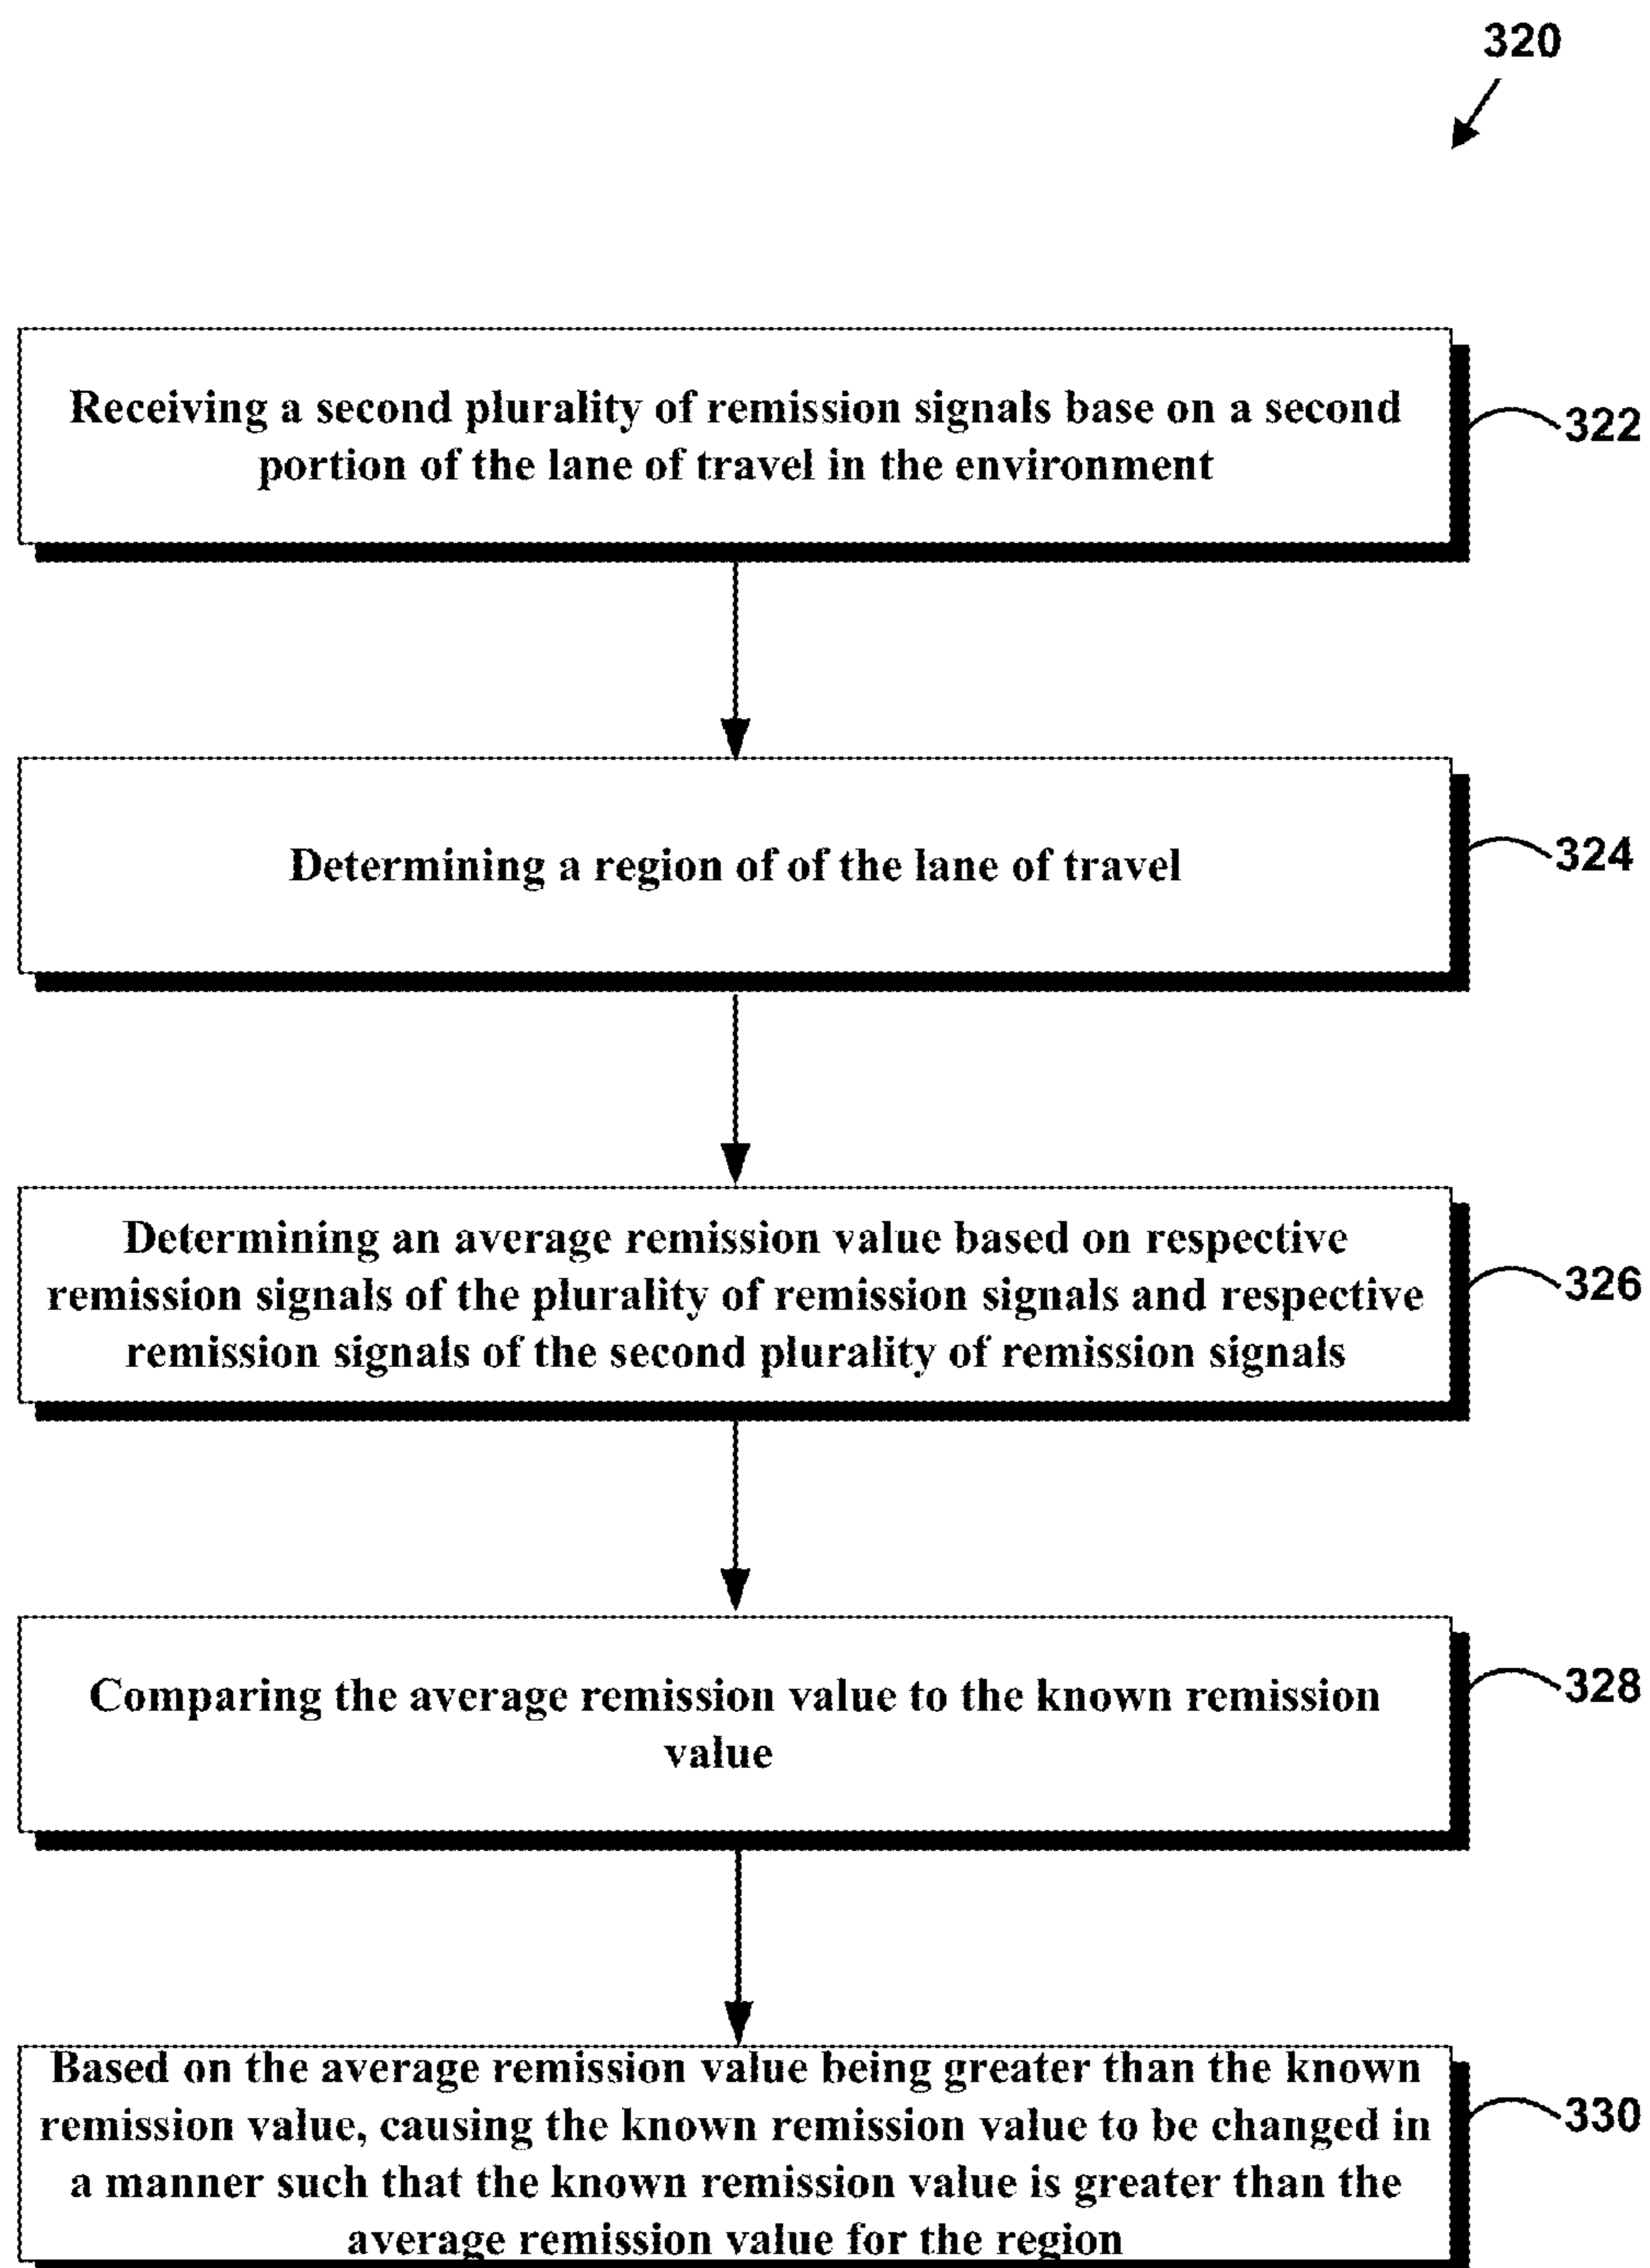 320
Receiving a second plurality of remission signals base on a second
portion of the lane of travel in the environment
322
Determining a region of of the lane of travel
324
Determining an average remission value based on respective
remission signals of the plurality of remission signals and respective
remission signals of the second plurality of remission signals
326
Comparing the average remission value to the known remission
value
328
Based on the average remission value being greater than the known
remission value, causing the known remission value to be changed in
a manner such that the known remission value is greater than the
average remission value for the region
330